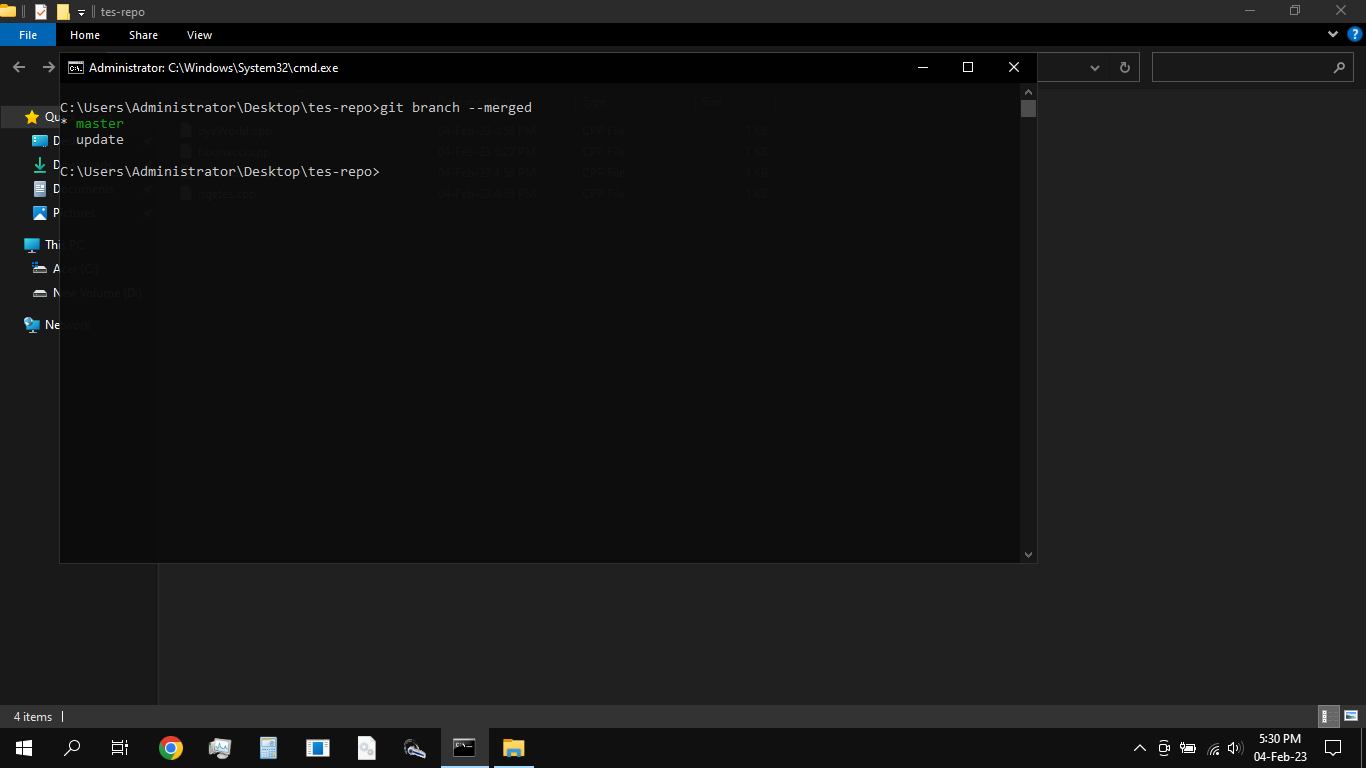 tes-repo
File Home Share View
Administrator: C:\Windows\System32\cmd.exe
C:\Users\Administrator\Desktop\tes-repo>git branch --merged
* master
update
C:\Users\Administrator\Desktop\tes-repo>
Documents
Pictures
This PC
New Volume (D:)
Network
4 items
5:30 PM
04-Feb-23